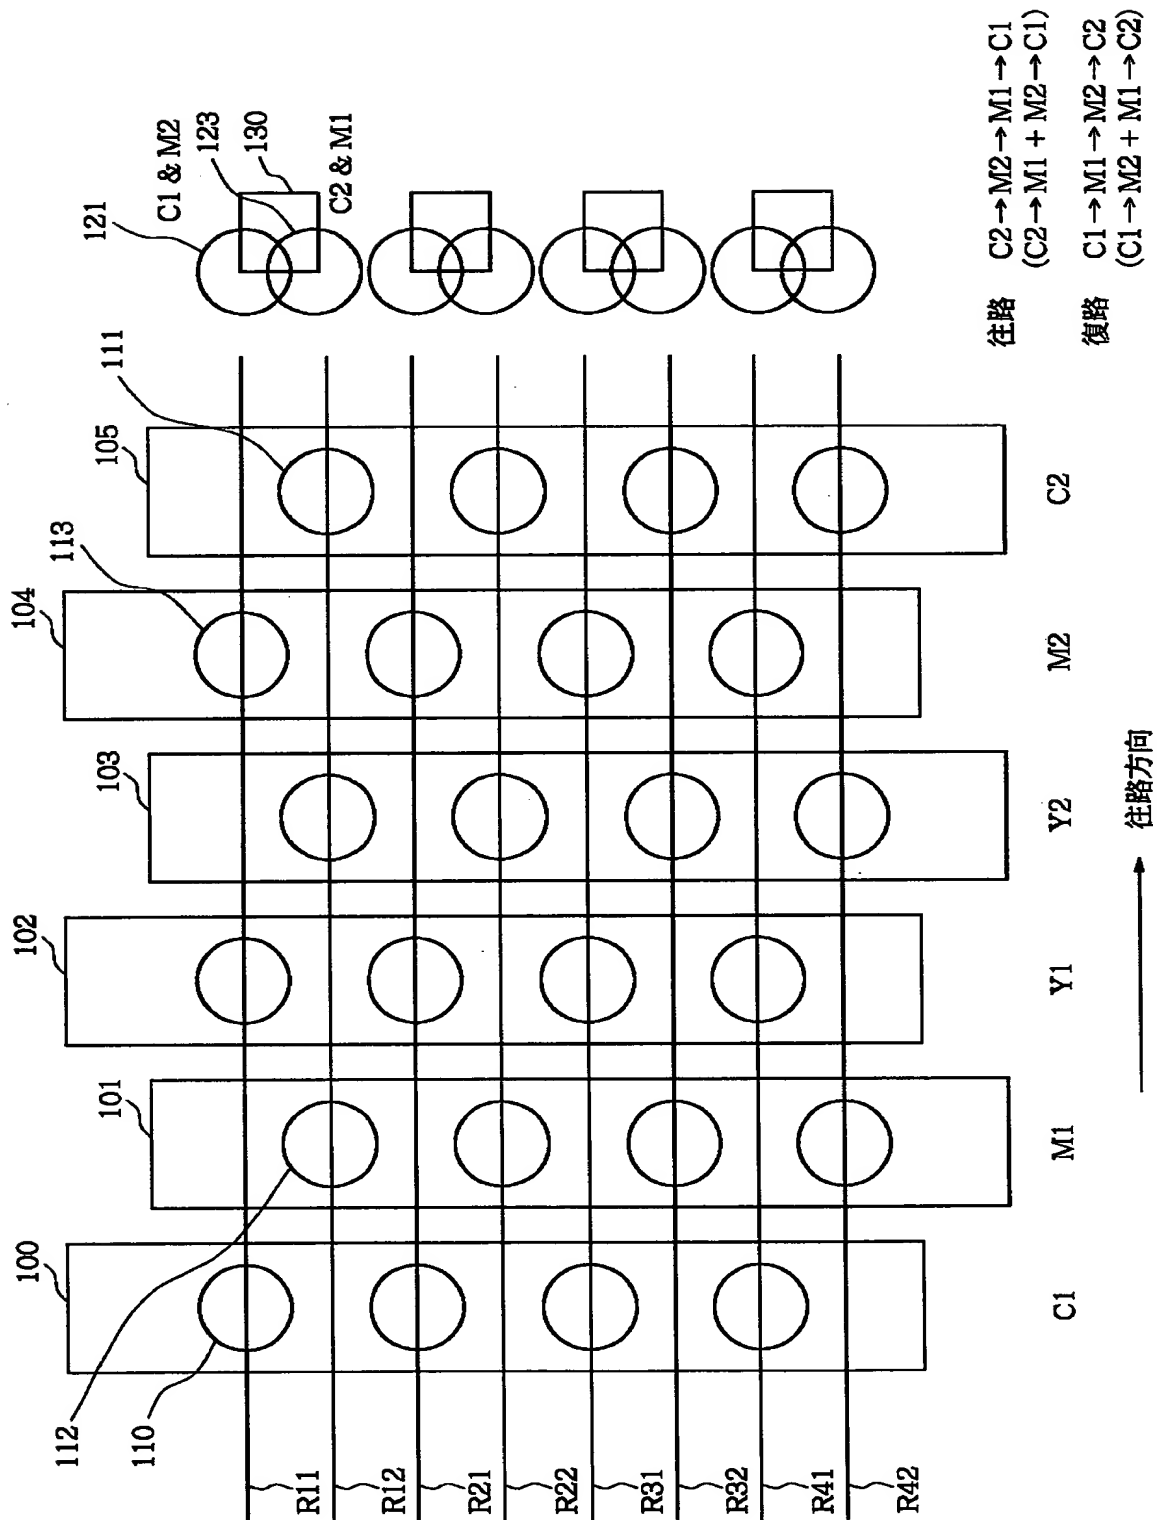 100
101
102
103
104
105
112
110
113
111
121
C1 & M2
123
130
C2 & M1
R11
R12
R21
R22
R31
R32
R41
R42
C1
M1
Y1
Y2
M2
C2
往路方向
往路 C2→M2→M1→C1
(C2→M1 + M2→C1)
復路 C1→M1→M2→C2
(C1→M2 + M1→C2)